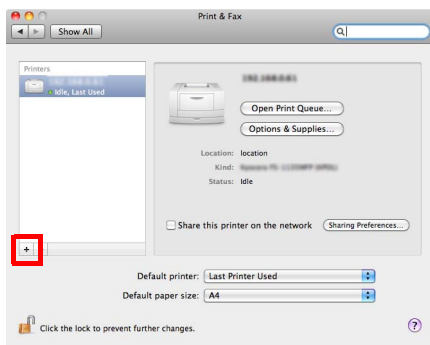 Print & Fax
Show All
Printers
Idle, Last Used
Open Print Queue...
Options & Supplies...
Location: location
Kind:
Status: Idle
Share this printer on the network Sharing Preferences...
+
Default printer: Last Printer Used
Default paper size: A4
Click the lock to prevent further changes.
?